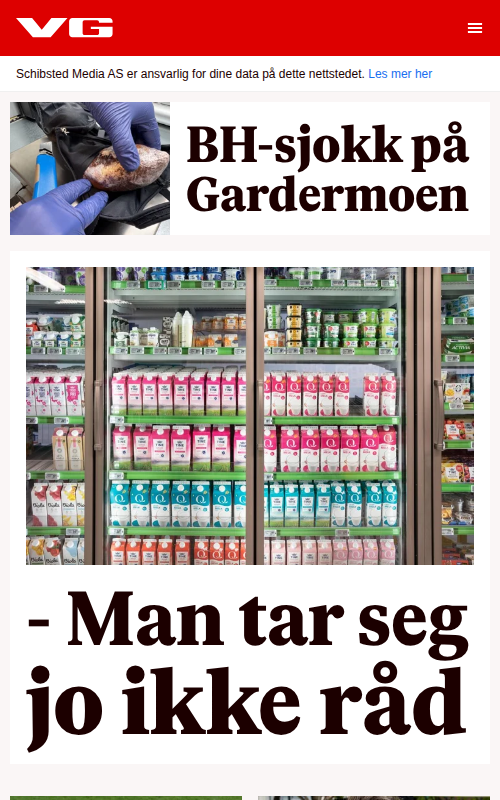 VG
Schibsted Media AS er ansvarlig for dine data på dette nettstedet. Les mer her
BH-sjokk på
Gardermoen
- Man tar seg
jo ikke råd